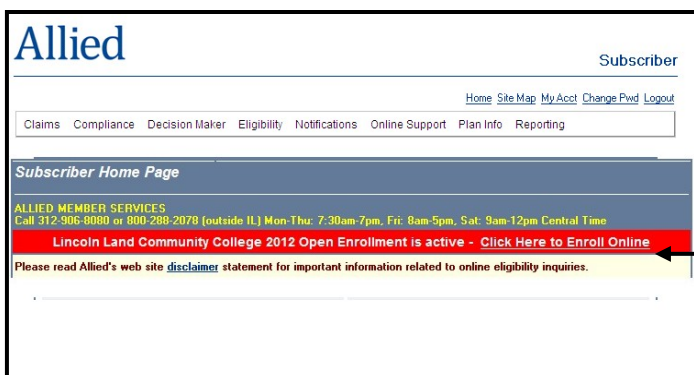 Allied
Subscriber
Home Site Map My Acct Change Pwd Logout
Claims Compliance Decision Maker Eligibility Notifications Online Support Plan Info Reporting
Subscriber Home Page
ALLIED MEMBER SERVICES
Call 312-906-8080 or 800-288-2078 (outside IL) Mon-Thu: 7:30am-7pm, Fri: 8am-5pm, Sat: 9am-12pm Central Time
Lincoln Land Community College 2012 Open Enrollment is active - Click Here to Enroll Online
Please read Allied's web site disclaimer statement for important information related to online eligibility inquiries.